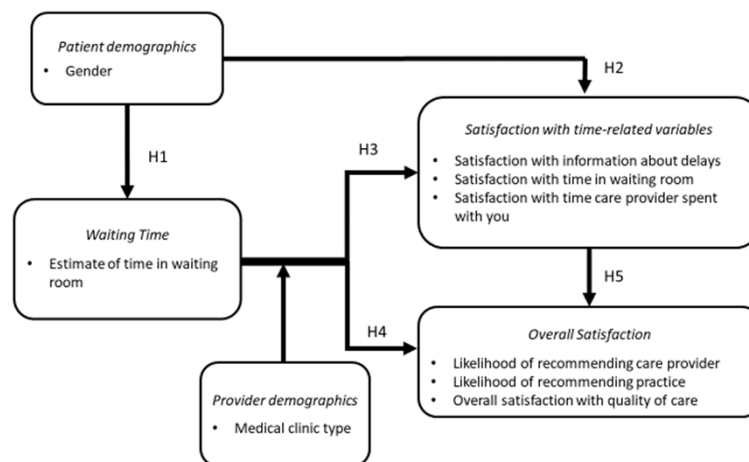 Patient demographics
• Gender
H2
Satisfaction with time-related variables
• Satisfaction with information about delays
• Satisfaction with time in waiting room
• Satisfaction with time care provider spent
with you
H1
H3
Waiting Time
• Estimate of time in waiting
room
H5
H4
Overall Satisfaction
• Likelihood of recommending care provider
• Likelihood of recommending practice
• Overall satisfaction with quality of care
Provider demographics
• Medical clinic type